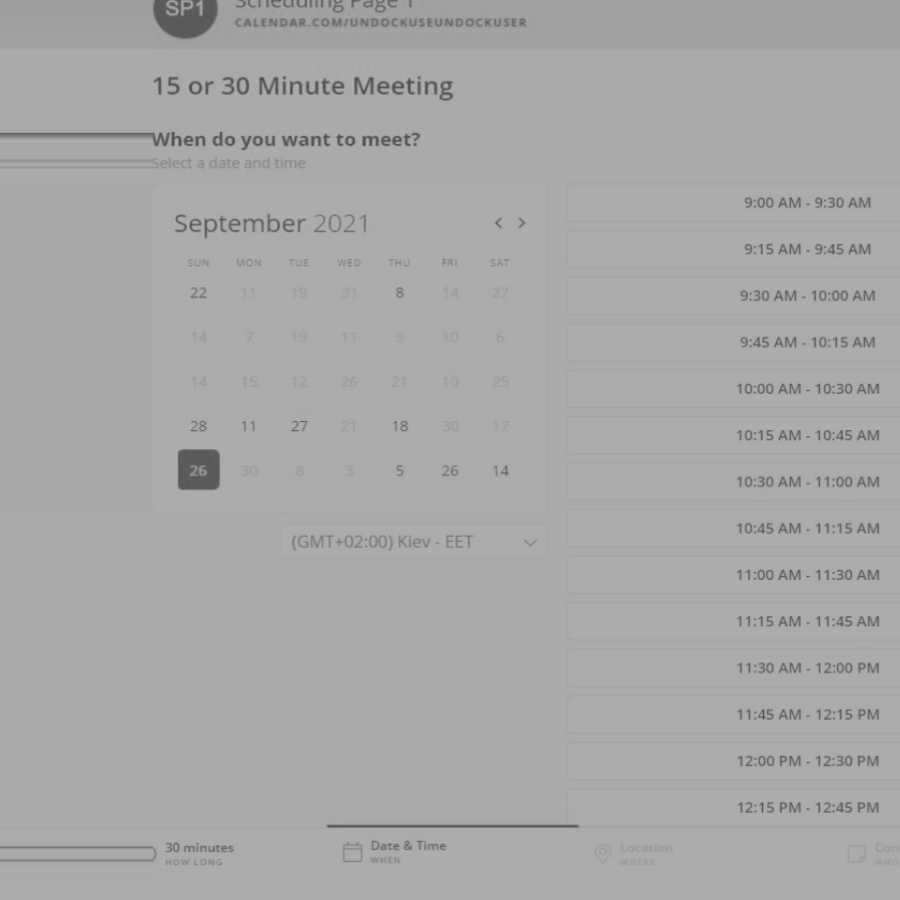 SP1
Scheduling Page 1
CALENDAR.COM/UNDOCKUSEUNDOCKUSER
15 or 30 Minute Meeting
When do you want to meet?
Select a date and time
September 2021
SUN MON TUE WED THU FRI SAT
22 11 19 31 8 14 27
14 7 19 11 9 10 6
14 15 12 26 21 10 25
28 11 27 21 18 30 17
26 30 8 3 5 26 14
(GMT+02:00) Kiev - EET
9:00 AM - 9:30 AM
9:15 AM - 9:45 AM
9:30 AM - 10:00 AM
9:45 AM - 10:15 AM
10:00 AM - 10:30 AM
10:15 AM - 10:45 AM
10:30 AM - 11:00 AM
10:45 AM - 11:15 AM
11:00 AM - 11:30 AM
11:15 AM - 11:45 AM
11:30 AM - 12:00 PM
11:45 AM - 12:15 PM
12:00 PM - 12:30 PM
12:15 PM - 12:45 PM
30 minutes
HOW LONG
Date & Time
WHEN
Location
WHERE
Con
WHO